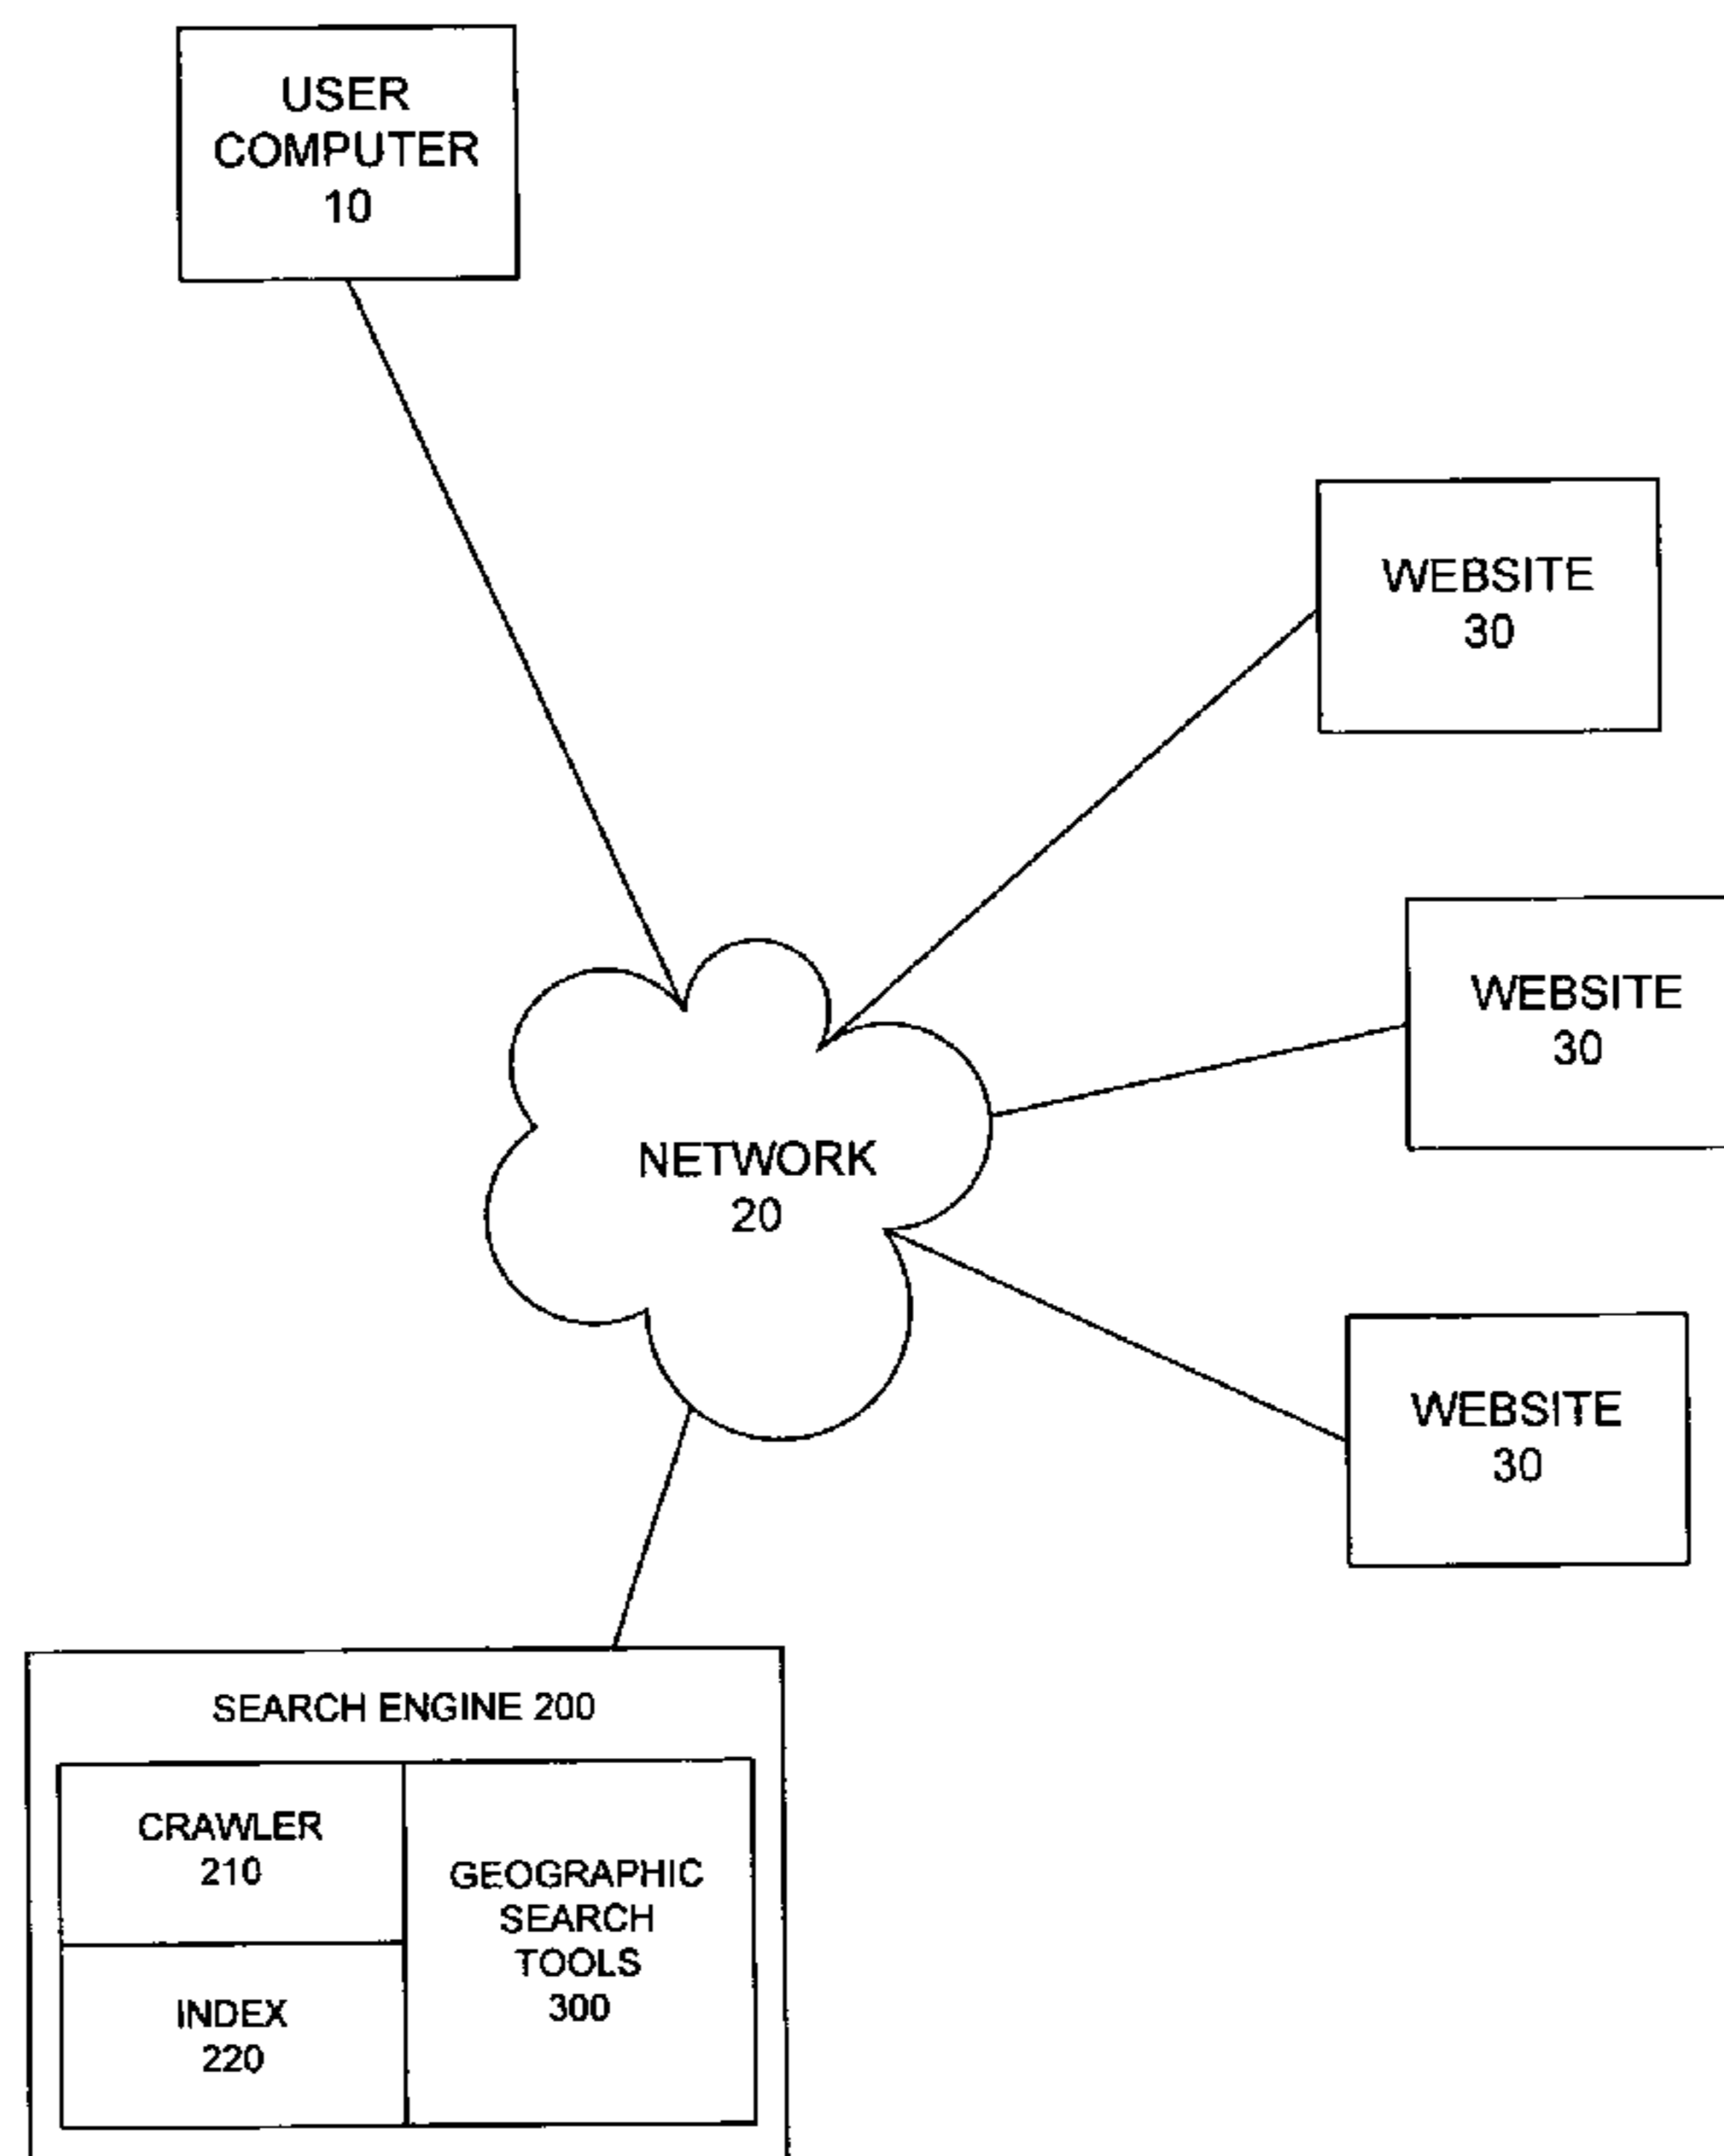 USER
COMPUTER
10
WEBSITE
30
WEBSITE
30
NETWORK
20
WEBSITE
30
SEARCH ENGINE 200
CRAWLER
210
INDEX
220
GEOGRAPHIC
SEARCH
TOOLS
300